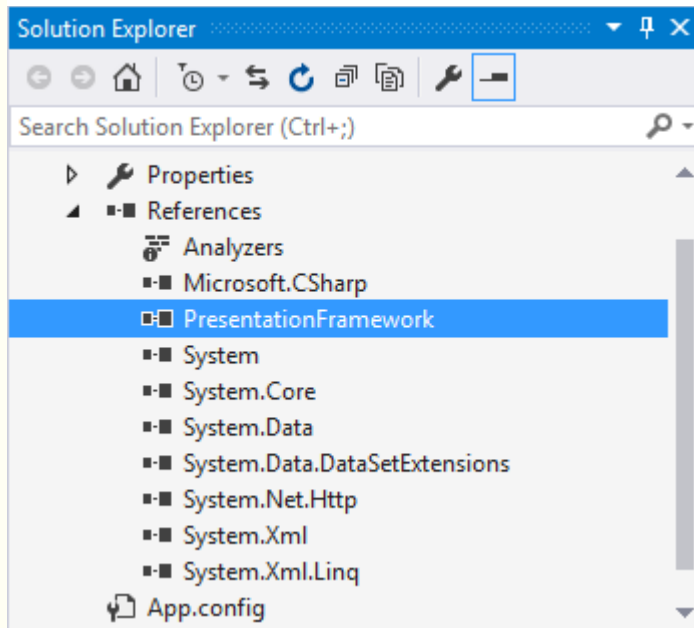 Solution Explorer
Search Solution Explorer (Ctrl+;)
Properties
References
Analyzers
Microsoft.CSharp
PresentationFramework
System
System.Core
System.Data
System.Data.DataSetExtensions
System.Net.Http
System.Xml
System.Xml.Linq
App.config